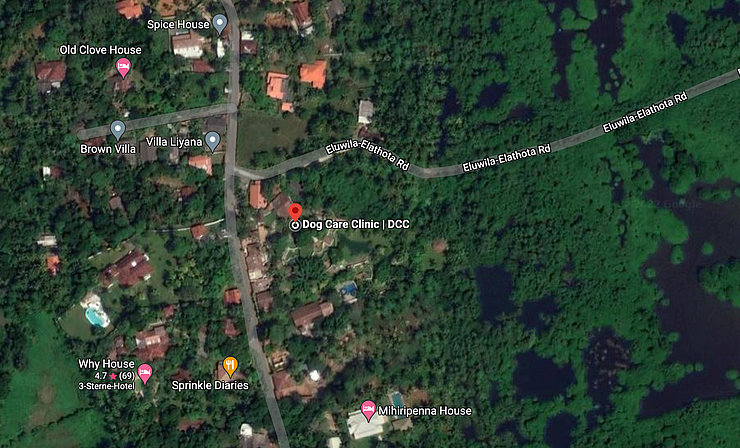 Spice House
Old Clove House
Eluwila-Elathota Rd
Brown Villa
Villa Liyana
Eluwila-Elathota Rd
Eluwila-Elathota Rd
Dog Care Clinic | DCC
Why House
4.7 ★ (69)
3-Sterne-Hotel
Sprinkle Diaries
Mihiripenna House